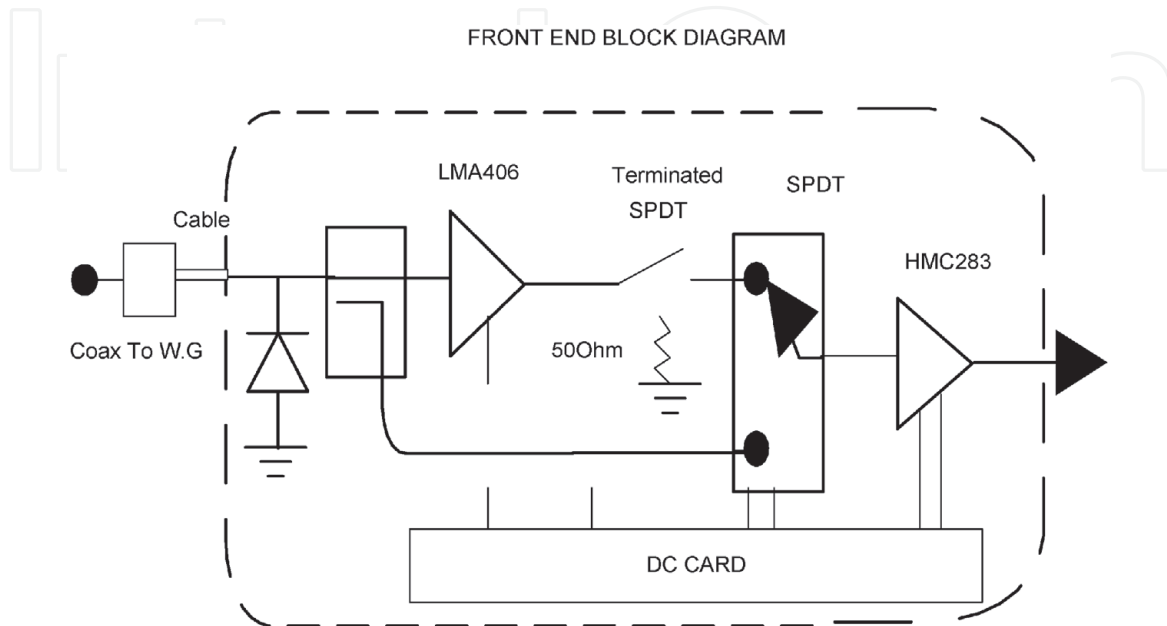 FRONT END BLOCK DIAGRAM
LMA406
Terminated
SPDT
SPDT
Cable
HMC283
Coax To W.G
50Ohm
DC CARD